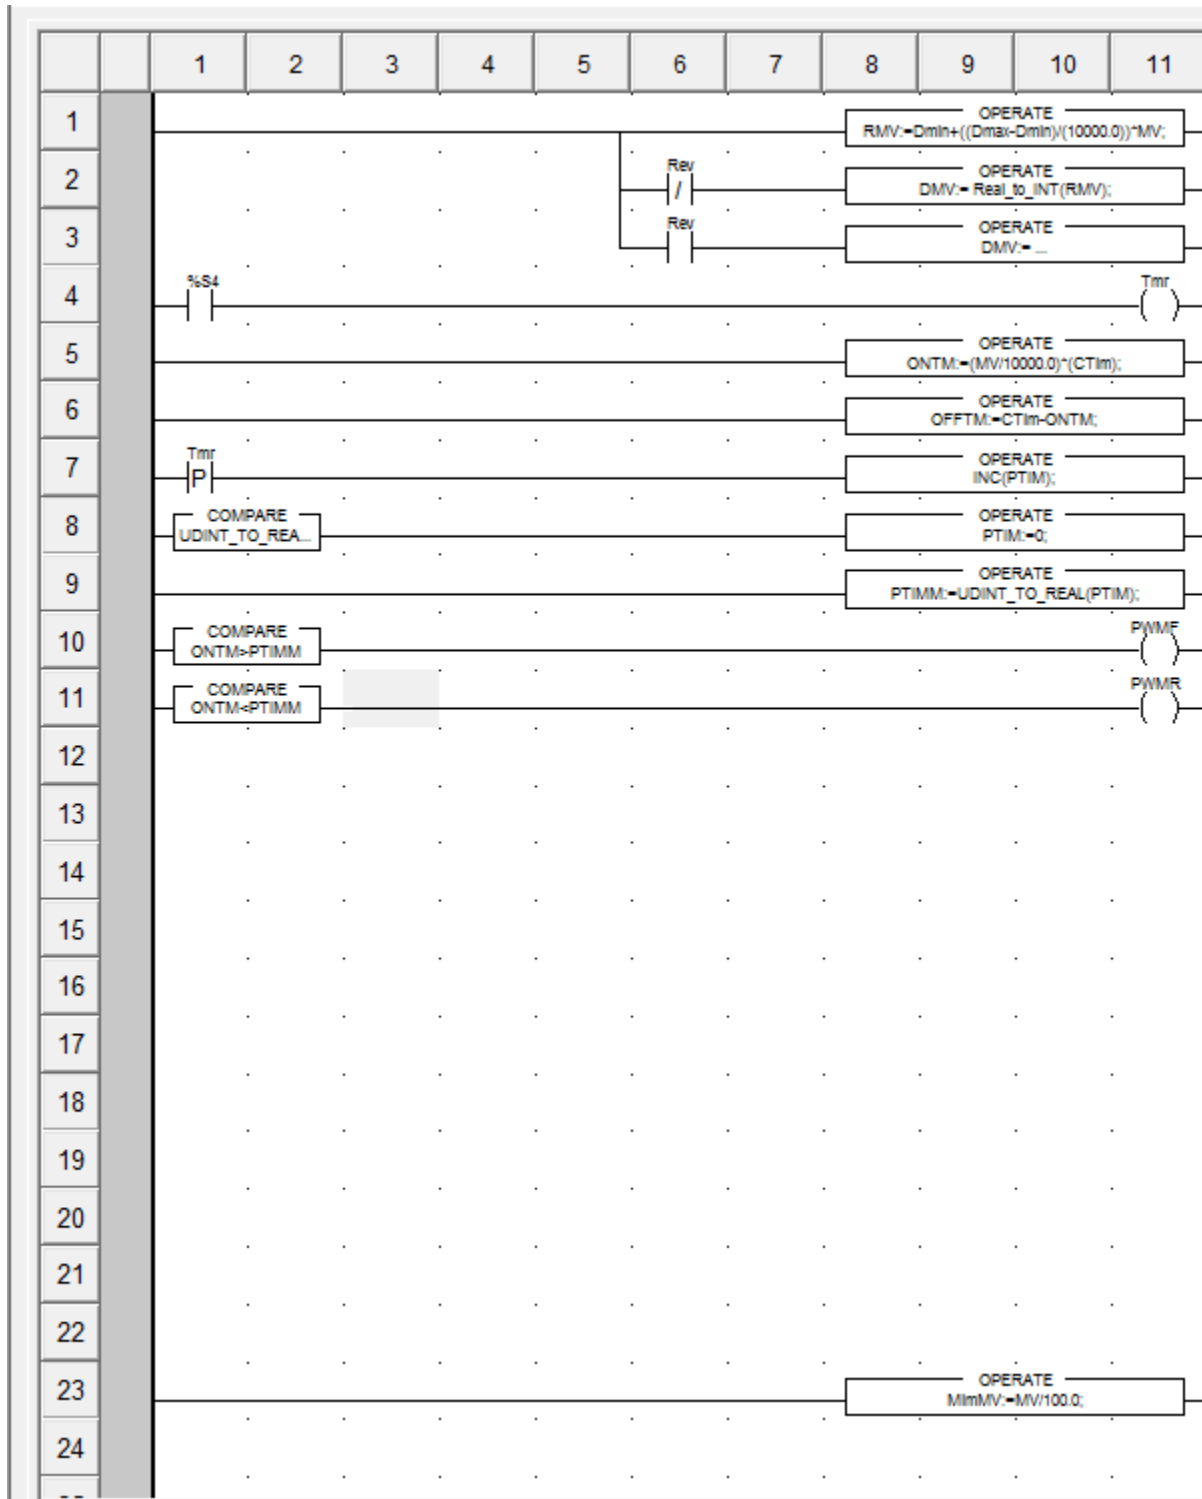 1 2 3 4 5 6 7 8 9 10 11
1
OPERATE
RMV:=Dmin+((Dmax-Dmin)/(10000.0))*MV;
2
Rev
/
OPERATE
DMV:= Real_to_INT(RMV);
3
Rev
OPERATE
DMV:= ...
4
%S4
Tmr
5
OPERATE
ONTM:=(MV/10000.0)*(CTim);
6
OPERATE
OFFTM:=CTim-ONTM;
7
Tmr
P
OPERATE
INC(PTIM);
8
COMPARE
UDINT_TO_REA...
OPERATE
PTIM:=0;
9
OPERATE
PTIMM:=UDINT_TO_REAL(PTIM);
10
COMPARE
ONTM>PTIMM
PWMF
11
COMPARE
ONTM<PTIMM
PWMR
12
13
14
15
16
17
18
19
20
21
22
23
OPERATE
MimMV:=MV/100.0;
24